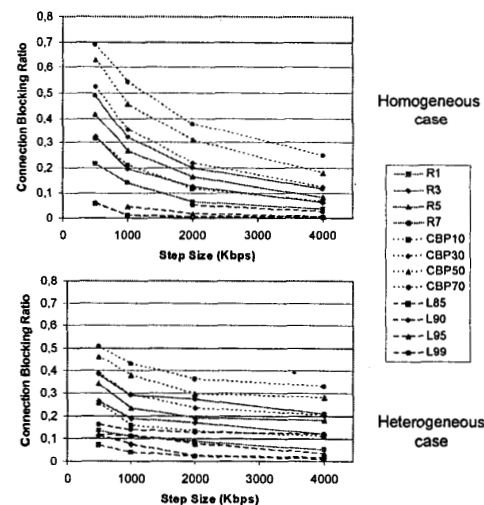 0,8
0,7
0,6
0,5
0,4
0,3
0,2
0,1
0
Connection Blocking Ratio
0 1000 2000 3000 4000
Step Size (Kbps)
Homogeneous
case
R1
R3
R5
R7
CBP10
CBP30
CBP50
CBP70
L85
L90
L95
L99
0,8
0,7
0,6
0,5
0,4
0,3
0,2
0,1
0
Connection Blocking Ratio
0 1000 2000 3000 4000
Step Size (Kbps)
Heterogeneous
case